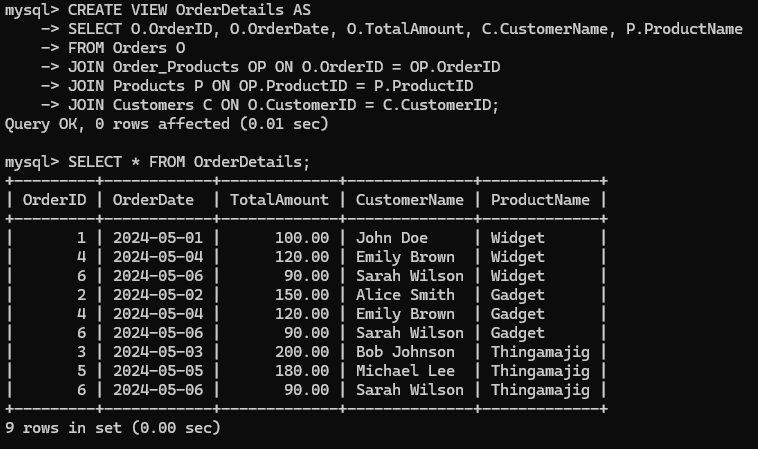 mysql> CREATE VIEW OrderDetails AS
    -> SELECT O.OrderID, O.OrderDate, O.TotalAmount, C.CustomerName, P.ProductName
    -> FROM Orders O
    -> JOIN Order_Products OP ON O.OrderID = OP.OrderID
    -> JOIN Products P ON OP.ProductID = P.ProductID
    -> JOIN Customers C ON O.CustomerID = C.CustomerID;
Query OK, 0 rows affected (0.01 sec)

mysql> SELECT * FROM OrderDetails;
+---------+------------+-------------+--------------+-------------+
| OrderID | OrderDate  | TotalAmount | CustomerName | ProductName |
+---------+------------+-------------+--------------+-------------+
|       1 | 2024-05-01 |      100.00 | John Doe     | Widget      |
|       4 | 2024-05-04 |      120.00 | Emily Brown  | Widget      |
|       6 | 2024-05-06 |       90.00 | Sarah Wilson | Widget      |
|       2 | 2024-05-02 |      150.00 | Alice Smith  | Gadget      |
|       4 | 2024-05-04 |      120.00 | Emily Brown  | Gadget      |
|       6 | 2024-05-06 |       90.00 | Sarah Wilson | Gadget      |
|       3 | 2024-05-03 |      200.00 | Bob Johnson  | Thingamajig |
|       5 | 2024-05-05 |      180.00 | Michael Lee  | Thingamajig |
|       6 | 2024-05-06 |       90.00 | Sarah Wilson | Thingamajig |
+---------+------------+-------------+--------------+-------------+
9 rows in set (0.00 sec)